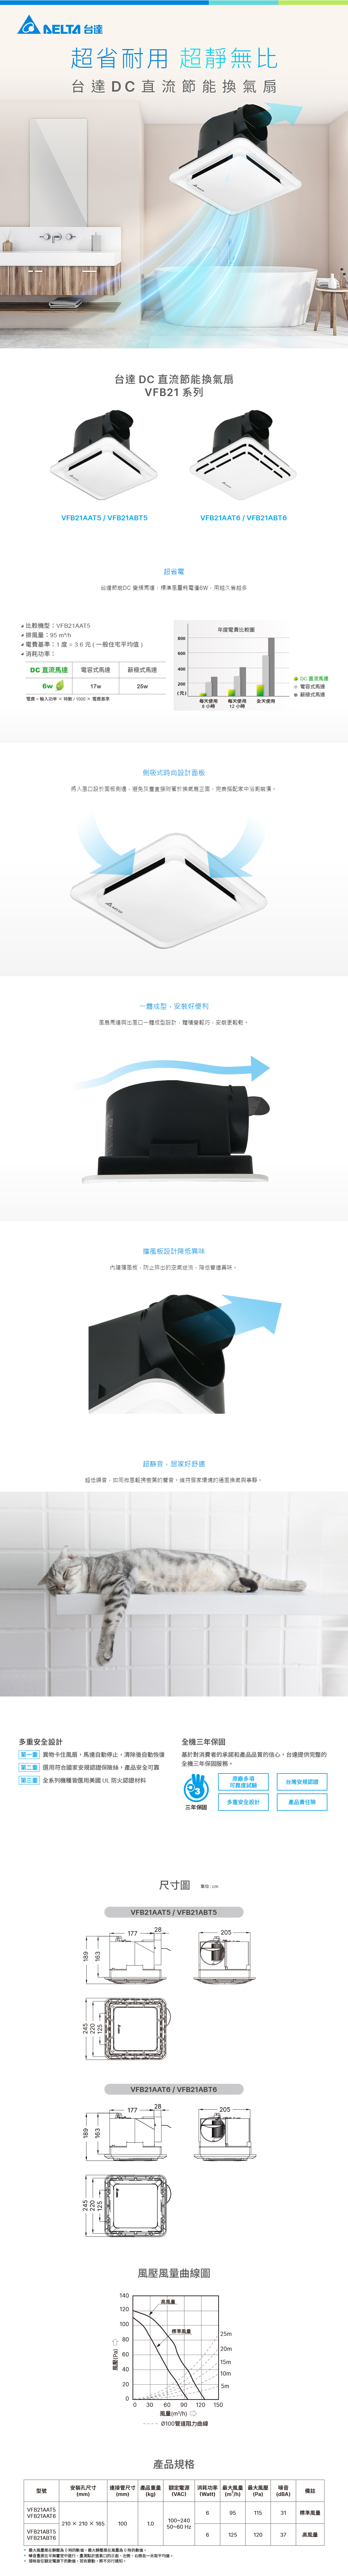 DELTA 台達
超省耐用 超靜無比
台達DC直流節能換氣扇
台達 DC 直流節能換氣扇
VFB21 系列
VFB21AAT5 / VFB21ABT5
VFB21AAT6 / VFB21ABT6
超省電
台達節能DC 變頻馬達，標準風量耗電僅6W，用越久省越多
比較機型：VFB21AAT5
排風量：95 m³/h
電費基準：1 度 = 3.6 元 ( 一般住宅平均值 )
消耗功率：
DC 直流馬達 電容式馬達 蔽極式馬達
6w 17w 25w
電費 = 輸入功率 × 時數 / 1000 × 電費基準
年度電費比較圖
800
600
400
200
(元)
每天使用 8 小時
每天使用 12 小時
全天使用
DC 直流馬達
電容式馬達
蔽極式馬達
側吸式時尚設計面板
將入風口設於面板側邊，避免灰塵直接附著於換氣扇正面，完美搭配家中浴廁裝潢。
一體成型，安裝好便利
風扇馬達與出風口一體成型設計，體積變輕巧，安裝更輕鬆。
擋風板設計降低異味
內建擋風板，防止排出的空氣逆流，降低管道異味。
超靜音，居家好舒適
超低噪音，如同微風輕拂樹葉的聲音，維持居家環境的通風換氣與寧靜。
多重安全設計
第一重 異物卡住風扇，馬達自動停止，清除後自動恢復
第二重 選用符合國家安規認證保險絲，產品安全可靠
第三重 全系列機種皆選用美國 UL 防火認證材料
全機三年保固
基於對消費者的承諾和產品品質的信心，台達提供完整的
全機三年保固服務。
3
三年保固
原廠多項
可靠度試驗
台灣安規認證
多重安全設計
產品責任險
尺寸圖 單位 : cm
VFB21AAT5 / VFB21ABT5
177
28
205
189
163
245
220
125
VFB21AAT6 / VFB21ABT6
177
28
205
189
163
245
220
125
風壓風量曲線圖
140
120
100
80
60
40
20
0
風壓(Pa)
高風量
標準風量
25m
20m
15m
10m
5m
0 30 60 90 120 150
風量(m³/h)
Ø100管道阻力曲線
產品規格
型號 安裝孔尺寸 (mm) 連接管尺寸 (mm) 產品重量 (kg) 額定電源 (VAC) 消耗功率 (Watt) 最大風量 (m³/h) 最大風壓 (Pa) 噪音 (dBA) 備註
VFB21AAT5
VFB21AAT6
6 95 115 31 標準風量
210 × 210 × 165 100 1.0 100~240
50~60 Hz
VFB21ABT5
VFB21ABT6
6 125 120 37 高風量